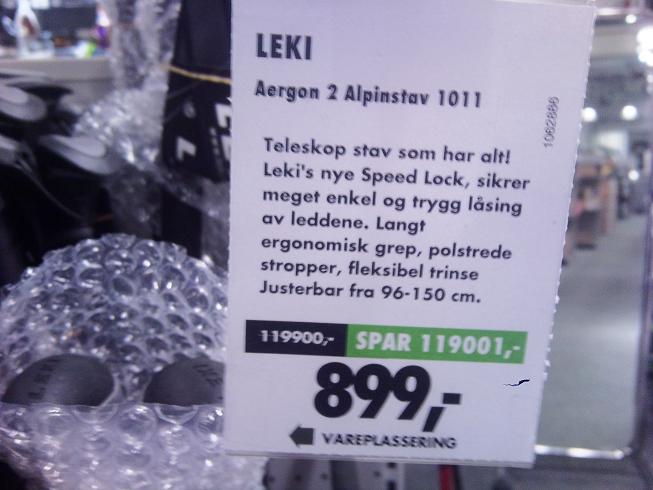 LEKI
Aergon 2 Alpinstav 1011
1062886
Teleskop stav som har alt!
Leki's nye Speed Lock, sikrer
meget enkel og trygg låsing
av leddene. Langt
ergonomisk grep, polstrede
stropper, fleksibel trinse
Justerbar fra 96-150 cm.
119900,- SPAR 119001,-
899,-
VAREPLASSERING
LEKI